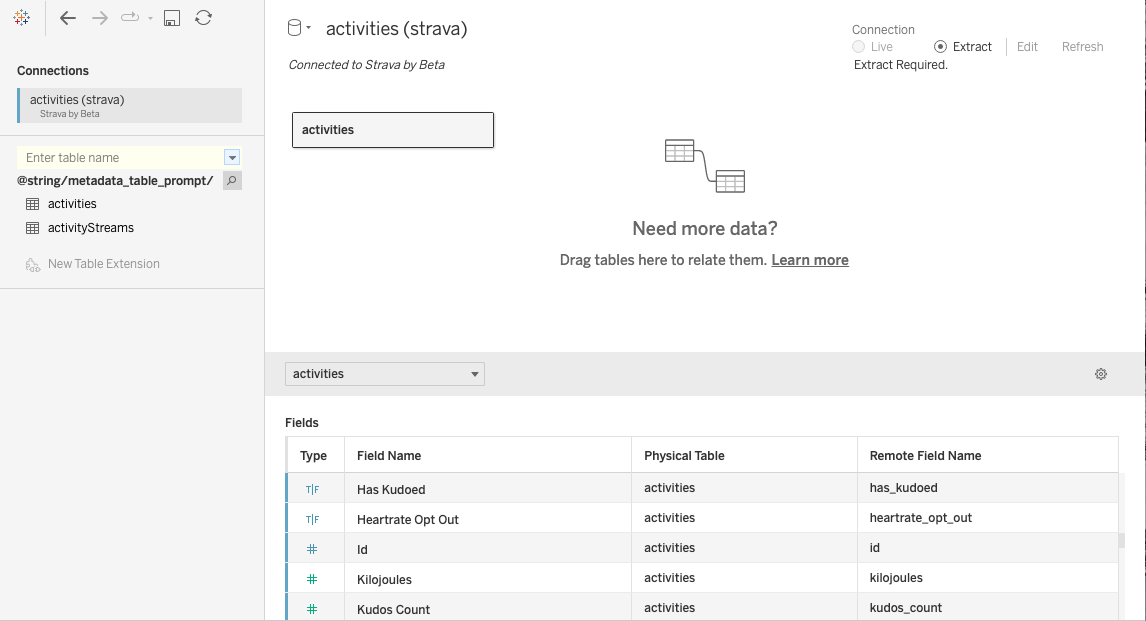 Connections
activities (strava)
Strava by Beta
Enter table name
@string/metadata_table_prompt/
activities
activityStreams
New Table Extension
activities (strava)
Connected to Strava by Beta
Connection
Live
Extract
Edit
Refresh
Extract Required.
activities
Need more data?
Drag tables here to relate them. Learn more
activities
Fields
Type Field Name Physical Table Remote Field Name
T|F Has Kudoed activities has_kudoed
T|F Heartrate Opt Out activities heartrate_opt_out
# Id activities id
# Kilojoules activities kilojoules
# Kudos Count activities kudos_count